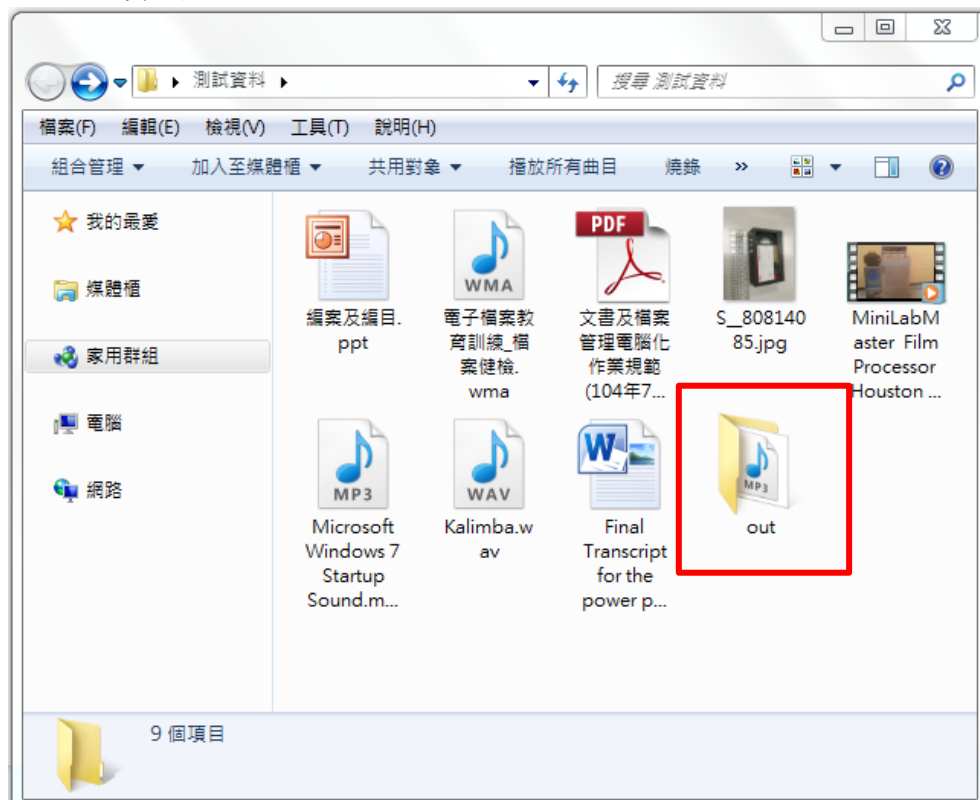 測試資料
搜尋 測試資料
檔案(F) 編輯(E) 檢視(V) 工具(T) 說明(H)
組合管理 加入至媒體櫃 共用對象 播放所有曲目 燒錄 »
我的最愛
媒體櫃
家用群組
電腦
網路
WMA
PDF
編案及編目.
ppt
電子檔案教
育訓練_檔
案健檢.
wma
文書及檔案
管理電腦化
作業規範
(104年7...
S__808140
85.jpg
MiniLabM
aster Film
Processor
Houston ...
MP3
WAV
W
MP3
Microsoft
Windows 7
Startup
Sound.m...
Kalimba.w
av
Final
Transcript
for the
power p...
out
9 個項目